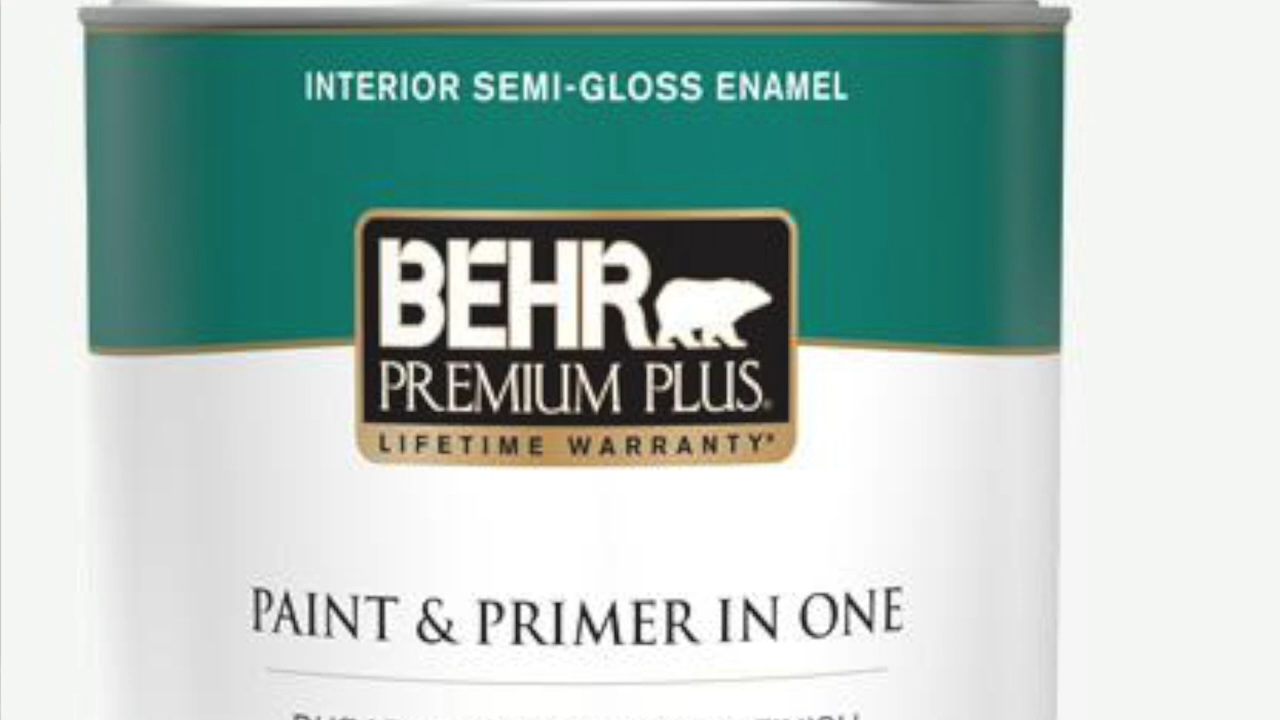 INTERIOR SEMI-GLOSS ENAMEL
BEHR
PREMIUM PLUS®
LIFETIME WARRANTY*
PAINT & PRIMER IN ONE